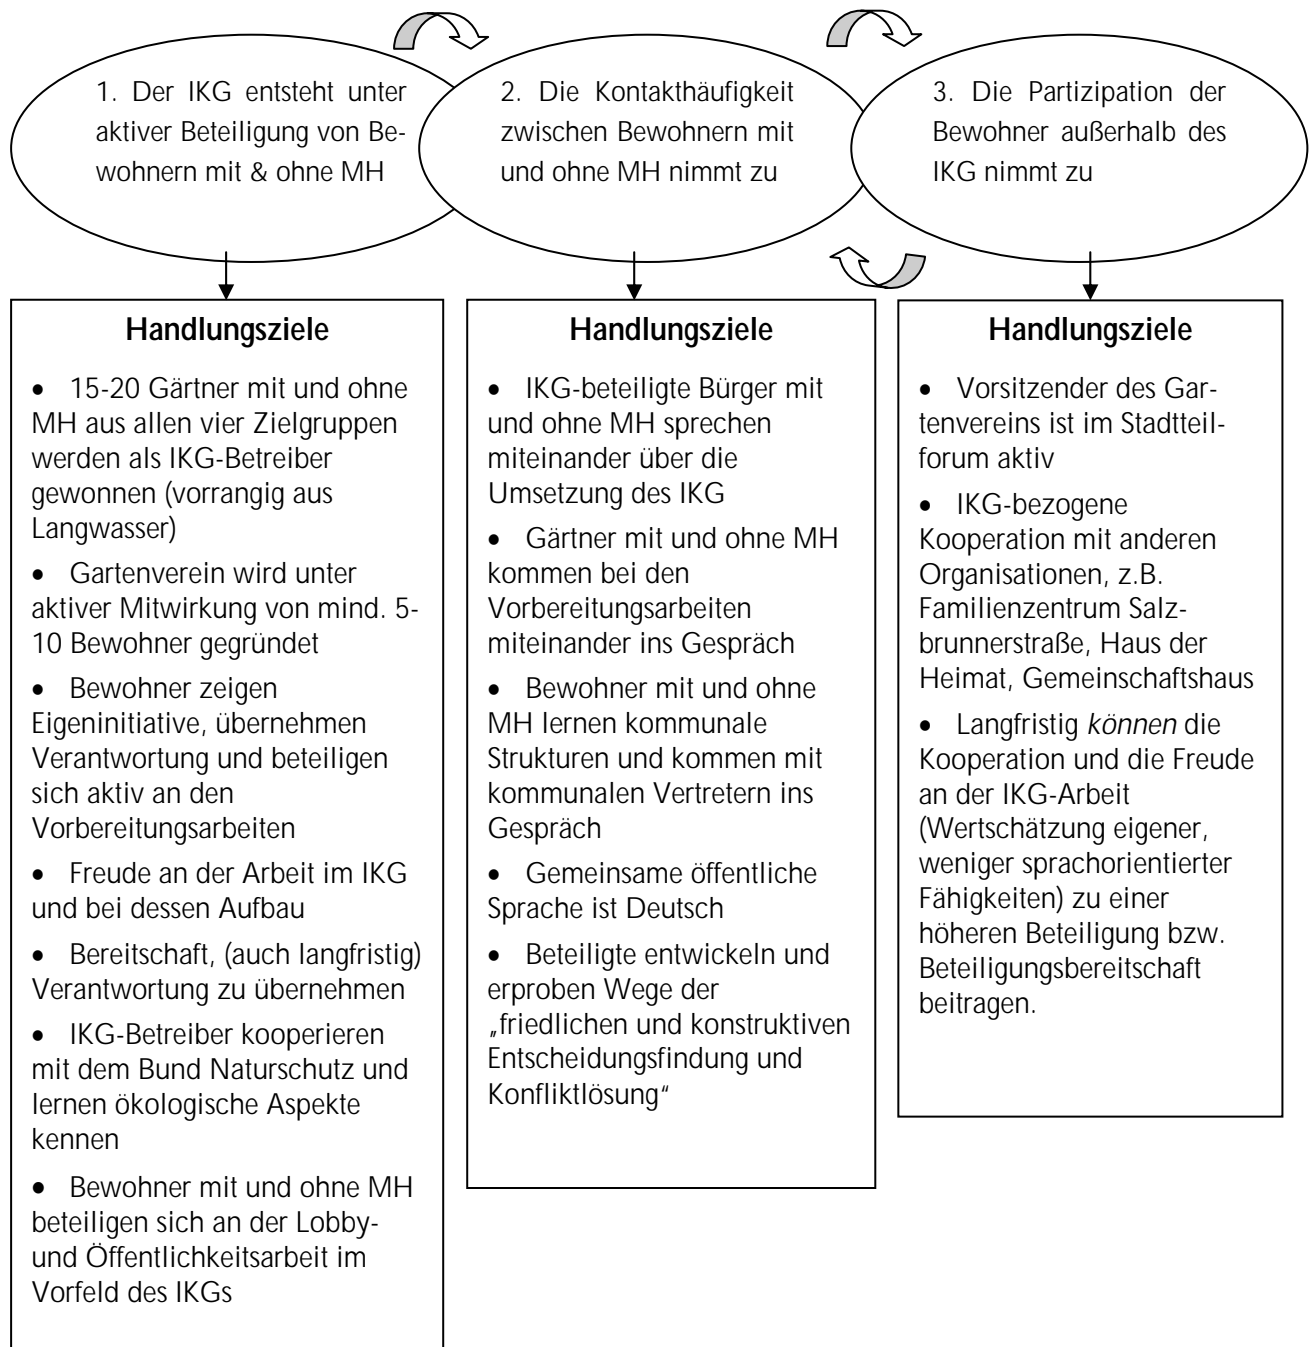 1. Der IKG entsteht unter
aktiver Beteiligung von Be-
wohnern mit & ohne MH
2. Die Kontakthäufigkeit
zwischen Bewohnern mit
und ohne MH nimmt zu
3. Die Partizipation der
Bewohner außerhalb des
IKG nimmt zu
Handlungsziele
• 15-20 Gärtner mit und ohne
MH aus allen vier Zielgruppen
werden als IKG-Betreiber
gewonnen (vorrangig aus
Langwasser)
• Gartenverein wird unter
aktiver Mitwirkung von mind. 5-
10 Bewohner gegründet
• Bewohner zeigen
Eigeninitiative, übernehmen
Verantwortung und beteiligen
sich aktiv an den
Vorbereitungsarbeiten
• Freude an der Arbeit im IKG
und bei dessen Aufbau
• Bereitschaft, (auch langfristig)
Verantwortung zu übernehmen
• IKG-Betreiber kooperieren
mit dem Bund Naturschutz und
lernen ökologische Aspekte
kennen
• Bewohner mit und ohne MH
beteiligen sich an der Lobby-
und Öffentlichkeitsarbeit im
Vorfeld des IKGs
Handlungsziele
• IKG-beteiligte Bürger mit
und ohne MH sprechen
miteinander über die
Umsetzung des IKG
• Gärtner mit und ohne MH
kommen bei den
Vorbereitungsarbeiten
miteinander ins Gespräch
• Bewohner mit und ohne
MH lernen kommunale
Strukturen und kommen mit
kommunalen Vertretern ins
Gespräch
• Gemeinsame öffentliche
Sprache ist Deutsch
• Beteiligte entwickeln und
erproben Wege der
„friedlichen und konstruktiven
Entscheidungsfindung und
Konfliktlösung“
Handlungsziele
• Vorsitzender des Gar-
tenvereins ist im Stadtteil-
forum aktiv
• IKG-bezogene
Kooperation mit anderen
Organisationen, z.B.
Familienzentrum Salz-
brunnerstraße, Haus der
Heimat, Gemeinschaftshaus
• Langfristig können die
Kooperation und die Freude
an der IKG-Arbeit
(Wertschätzung eigener,
weniger sprachorientierter
Fähigkeiten) zu einer
höheren Beteiligung bzw.
Beteiligungsbereitschaft
beitragen.